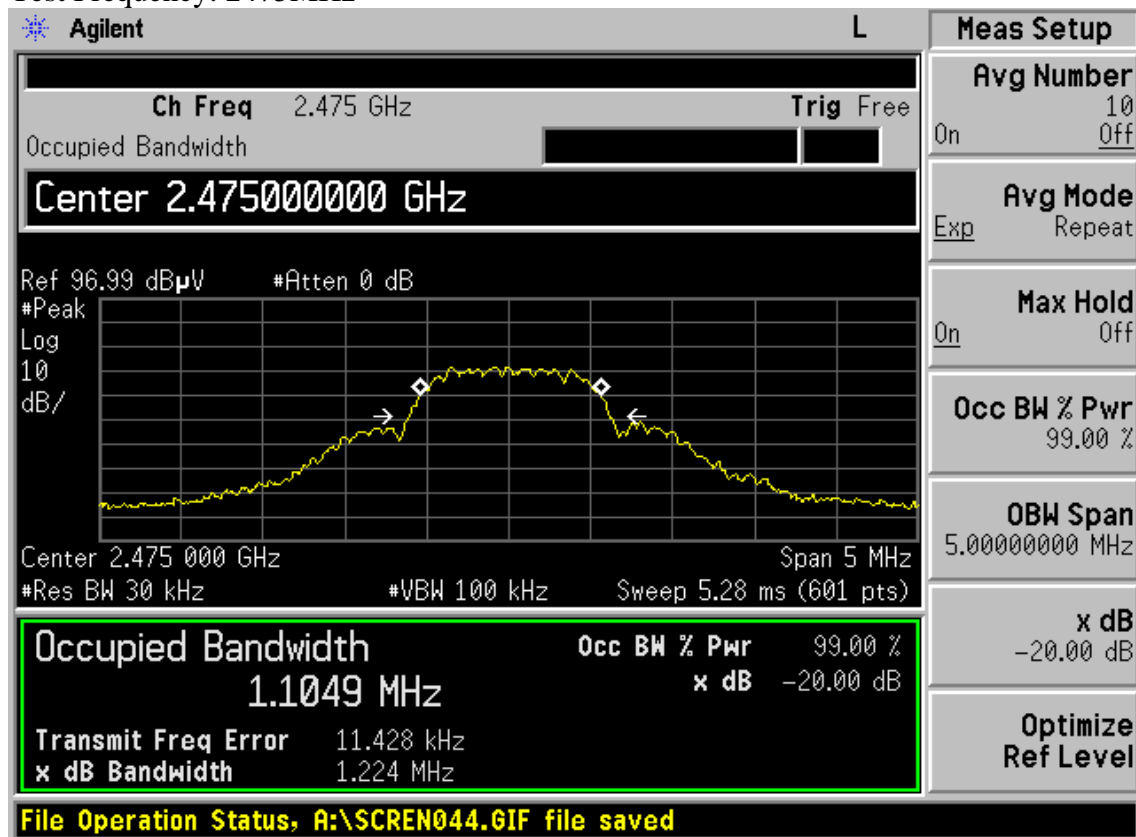 Agilent
L
Meas Setup
Ch Freq 2.475 GHz
Trig Free
Occupied Bandwidth
Center 2.475000000 GHz
Ref 96.99 dBµV
#Atten 0 dB
#Peak
Log
10
dB/
Center 2.475 000 GHz
Span 5 MHz
#Res BW 30 kHz
#VBW 100 kHz
Sweep 5.28 ms (601 pts)
Occupied Bandwidth
1.1049 MHz
Occ BW % Pwr 99.00 %
x dB -20.00 dB
Transmit Freq Error 11.428 kHz
x dB Bandwidth 1.224 MHz
File Operation Status, A:\SCREN044.GIF file saved
Avg Number
10
On Off
Avg Mode
Exp Repeat
Max Hold
On Off
Occ BW % Pwr
99.00 %
OBW Span
5.00000000 MHz
x dB
-20.00 dB
Optimize
Ref Level